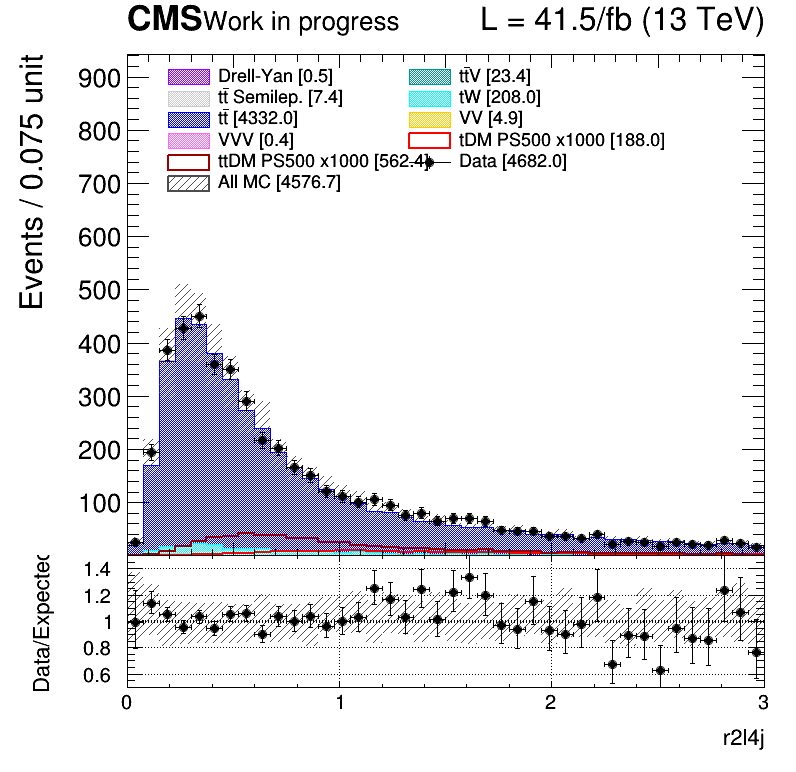 CMS Work in progress L = 41.5/fb (13 TeV)
Events / 0.075 unit
900
800
700
600
500
400
300
200
100
Drell-Yan [0.5] tt̄V [23.4]
tt̄ Semilep. [7.4] tW [208.0]
tt̄ [4332.0] VV [4.9]
VVV [0.4] tDM PS500 x1000 [188.0]
ttDM PS500 x1000 [562.4] Data [4682.0]
All MC [4576.7]
Data/Expected
1.4
1.2
1
0.8
0.6
0 1 2 3
r2l4j